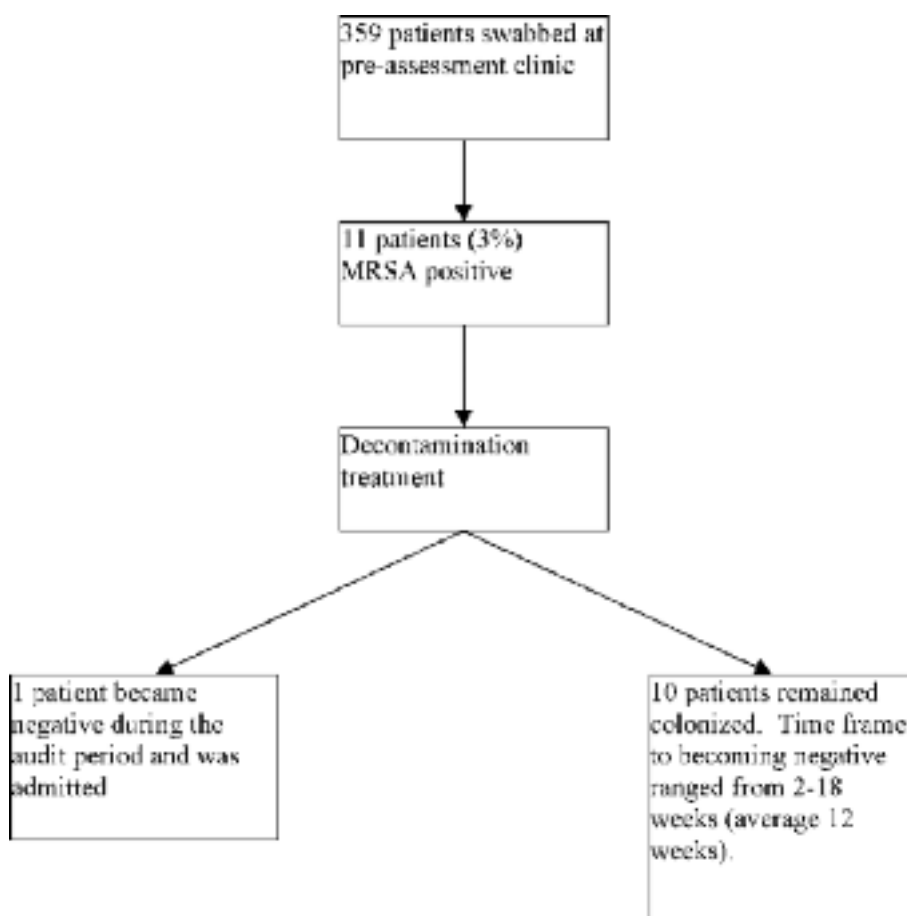 359 patients swabbed at
pre-assessment clinic
11 patients (3%)
MRSA positive
Decontamination
treatment
1 patient became
negative during the
audit period and was
admitted
10 patients remained
colonized. Time frame
to becoming negative
ranged from 2-18
weeks (average 12
weeks).